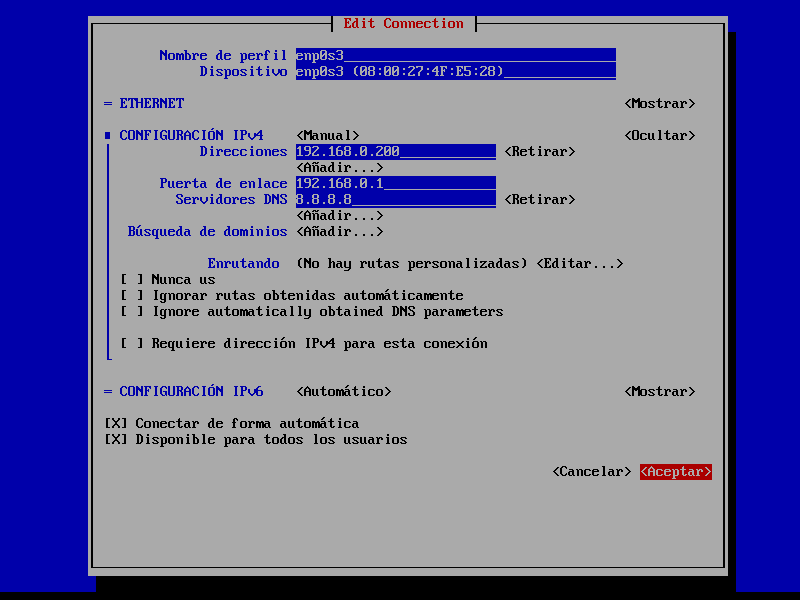 Edit Connection
Nombre de perfil enp0s3
Dispositivo enp0s3 (08:00:27:4F:E5:28)
= ETHERNET <Mostrar>
CONFIGURACIÓN IPv4 <Manual> <Ocultar>
Direcciones 192.168.0.200 <Retirar>
<Añadir...>
Puerta de enlace 192.168.0.1
Servidores DNS 8.8.8.8 <Retirar>
<Añadir...>
Búsqueda de dominios <Añadir...>
Enrutando (No hay rutas personalizadas) <Editar...>
[ ] Nunca us
[ ] Ignorar rutas obtenidas automáticamente
[ ] Ignore automatically obtained DNS parameters
[ ] Requiere dirección IPv4 para esta conexión
= CONFIGURACIÓN IPv6 <Automático> <Mostrar>
[X] Conectar de forma automática
[X] Disponible para todos los usuarios
<Cancelar> <Aceptar>